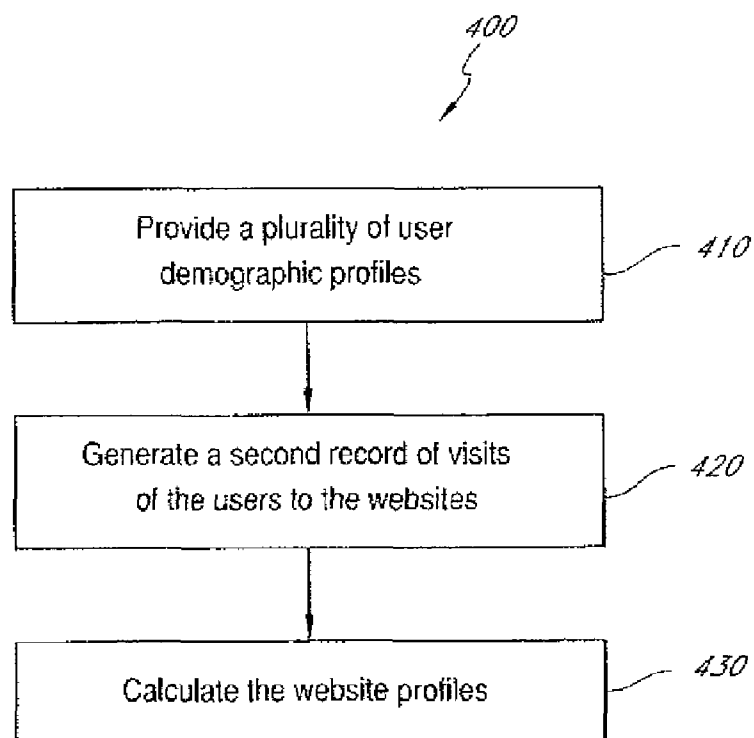 400
Provide a plurality of user
demographic profiles
410
Generate a second record of visits
of the users to the websites
420
Calculate the website profiles
430